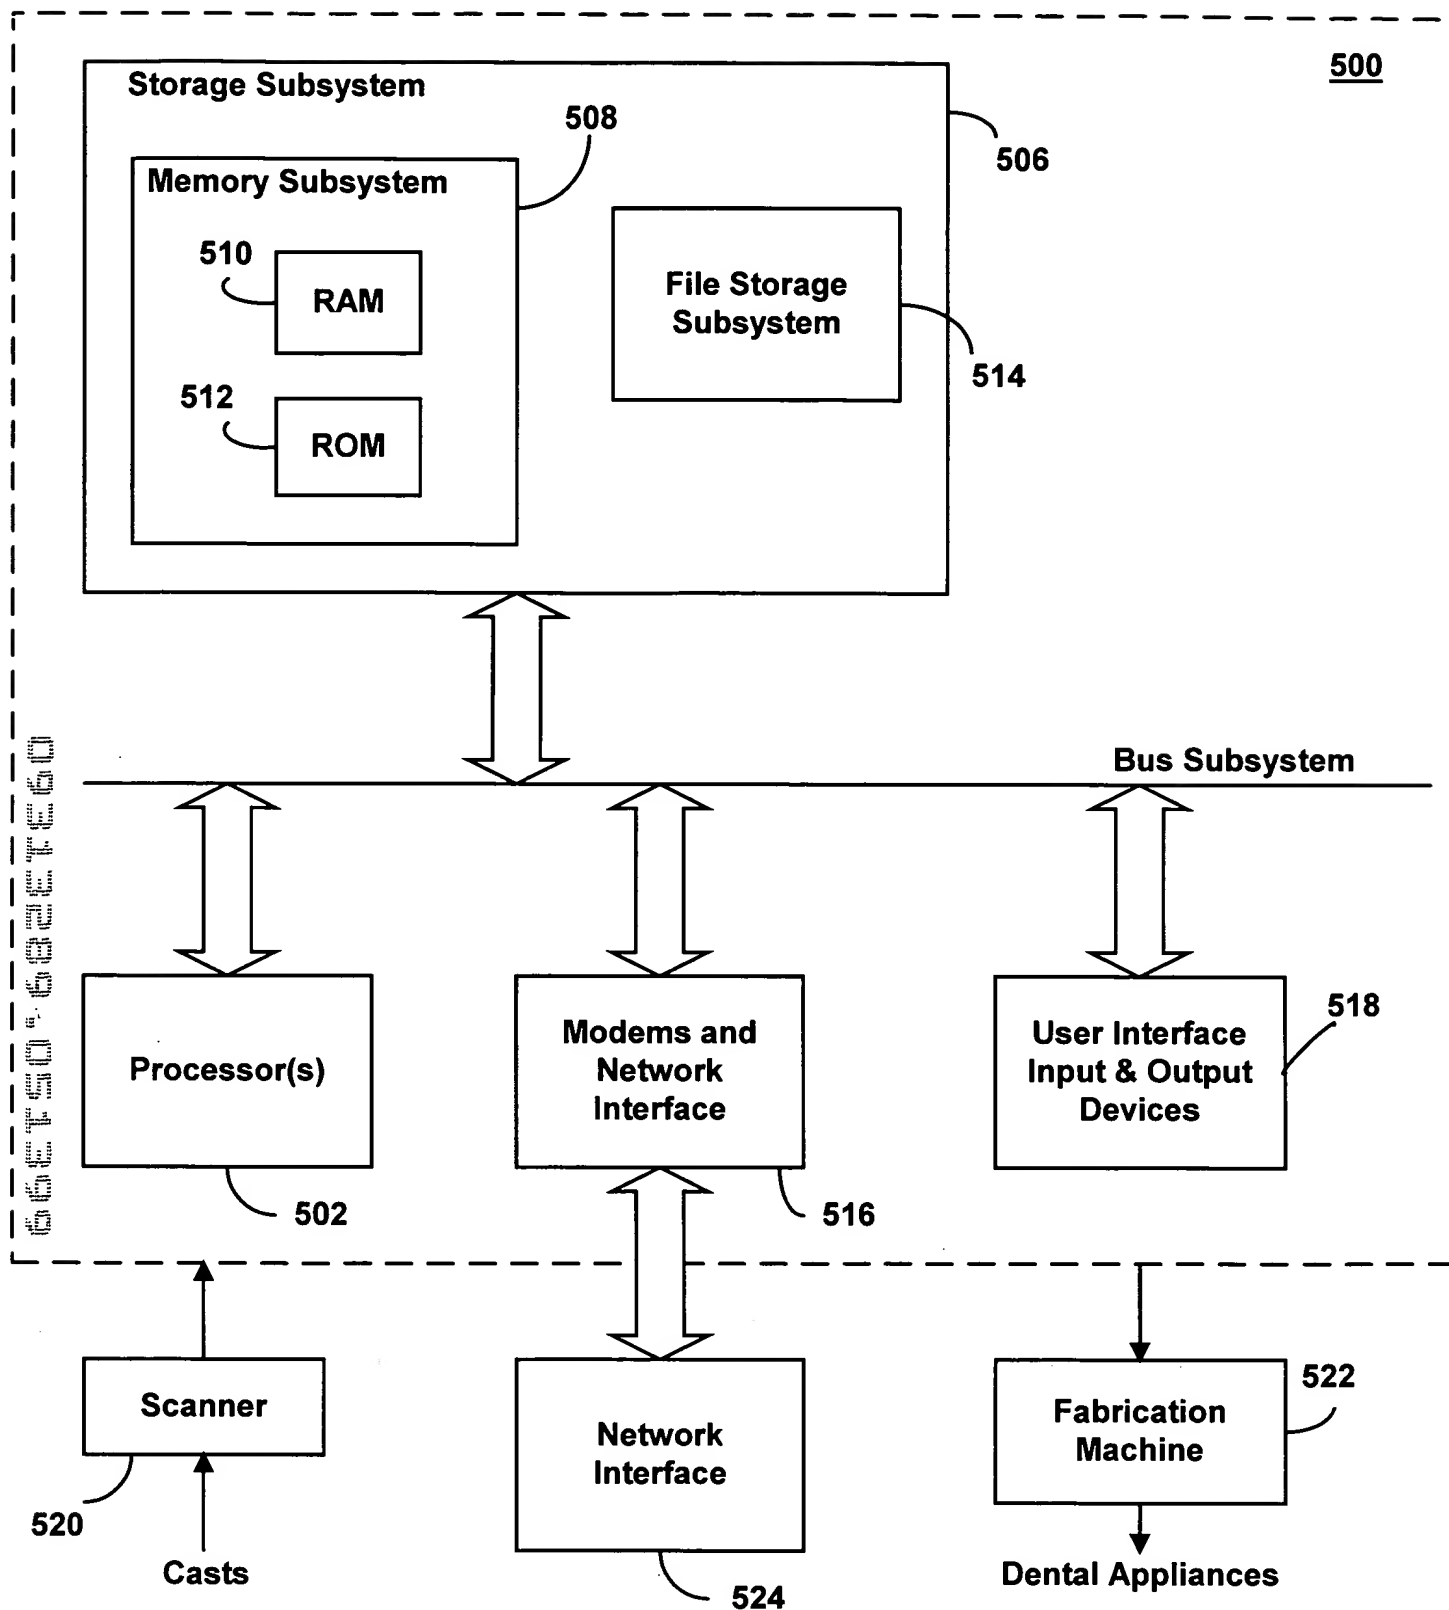 500
Storage Subsystem
508
506
Memory Subsystem
510
RAM
File Storage
Subsystem
514
512
ROM
Bus Subsystem
Processor(s)
502
Modems and
Network
Interface
516
User Interface
Input & Output
Devices
518
Scanner
520
Casts
Network
Interface
524
Fabrication
Machine
522
Dental Appliances